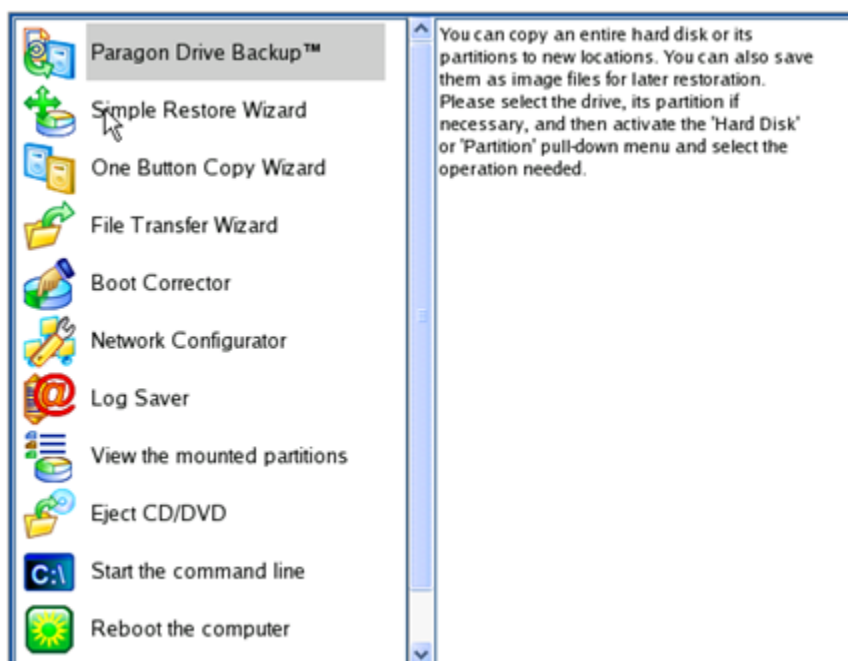 Paragon Drive Backup™
Simple Restore Wizard
One Button Copy Wizard
File Transfer Wizard
Boot Corrector
Network Configurator
Log Saver
View the mounted partitions
Eject CD/DVD
C:\
Start the command line
Reboot the computer
You can copy an entire hard disk or its
partitions to new locations. You can also save
them as image files for later restoration.
Please select the drive, its partition if
necessary, and then activate the 'Hard Disk'
or 'Partition' pull-down menu and select the
operation needed.